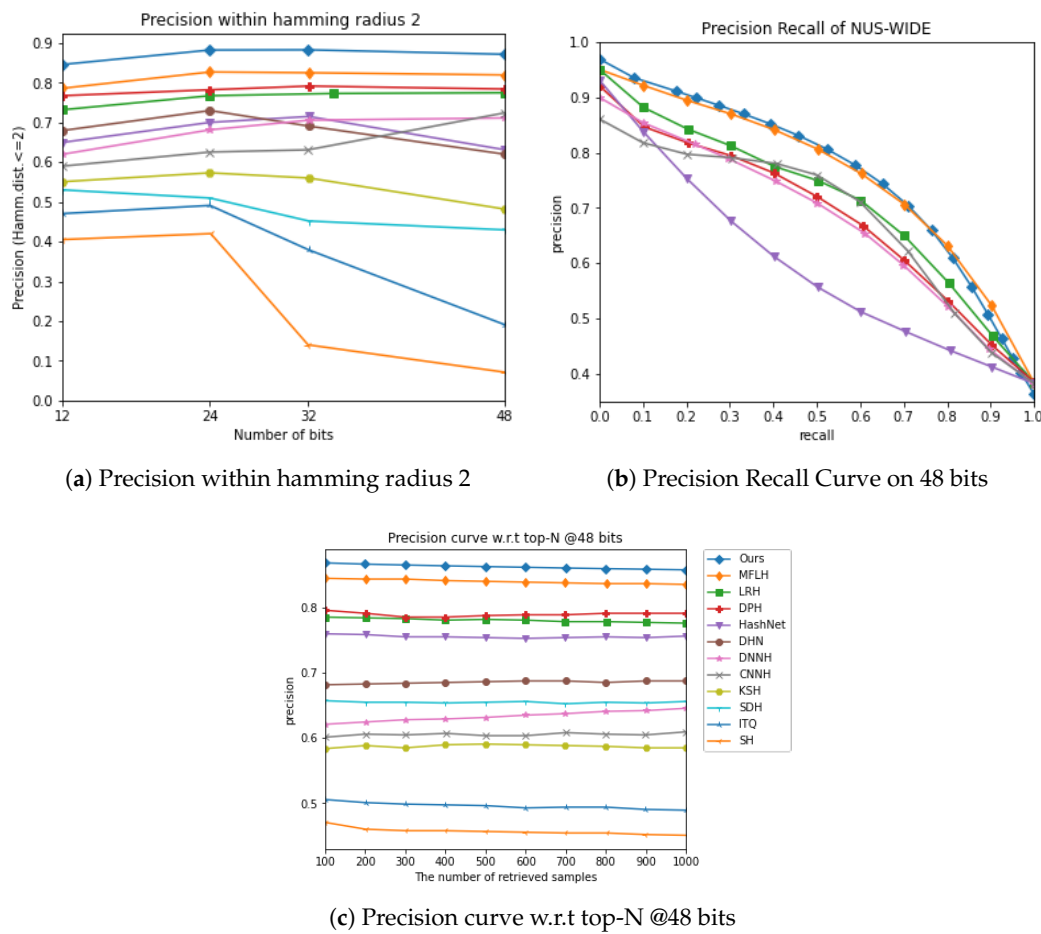 Precision within hamming radius 2
Precision (Hamm.dist.<=2)
0.9
0.8
0.7
0.6
0.5
0.4
0.3
0.2
0.1
0.0
12
24
32
48
Number of bits
(a) Precision within hamming radius 2
Precision Recall of NUS-WIDE
precision
1.0
0.9
0.8
0.7
0.6
0.5
0.4
0.0
0.1
0.2
0.3
0.4
0.5
0.6
0.7
0.8
0.9
1.0
recall
(b) Precision Recall Curve on 48 bits
Precision curve w.r.t top-N @48 bits
precision
0.8
0.7
0.6
0.5
100
200
300
400
500
600
700
800
900
1000
The number of retrieved samples
Ours
MFLH
LRH
DPH
HashNet
DHN
DNNH
CNNH
KSH
SDH
ITQ
SH
(c) Precision curve w.r.t top-N @48 bits